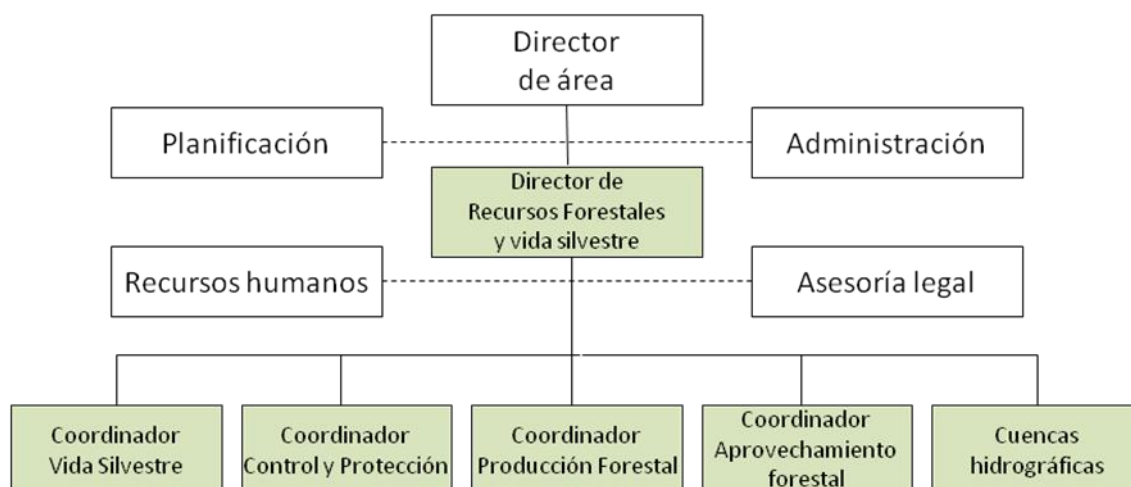 Director
de área
Planificación
Administración
Director de
Recursos Forestales
y vida silvestre
Recursos humanos
Asesoría legal
Coordinador
Vida Silvestre
Coordinador
Control y Protección
Coordinador
Producción Forestal
Coordinador
Aprovechamiento
forestal
Cuencas
hidrográficas